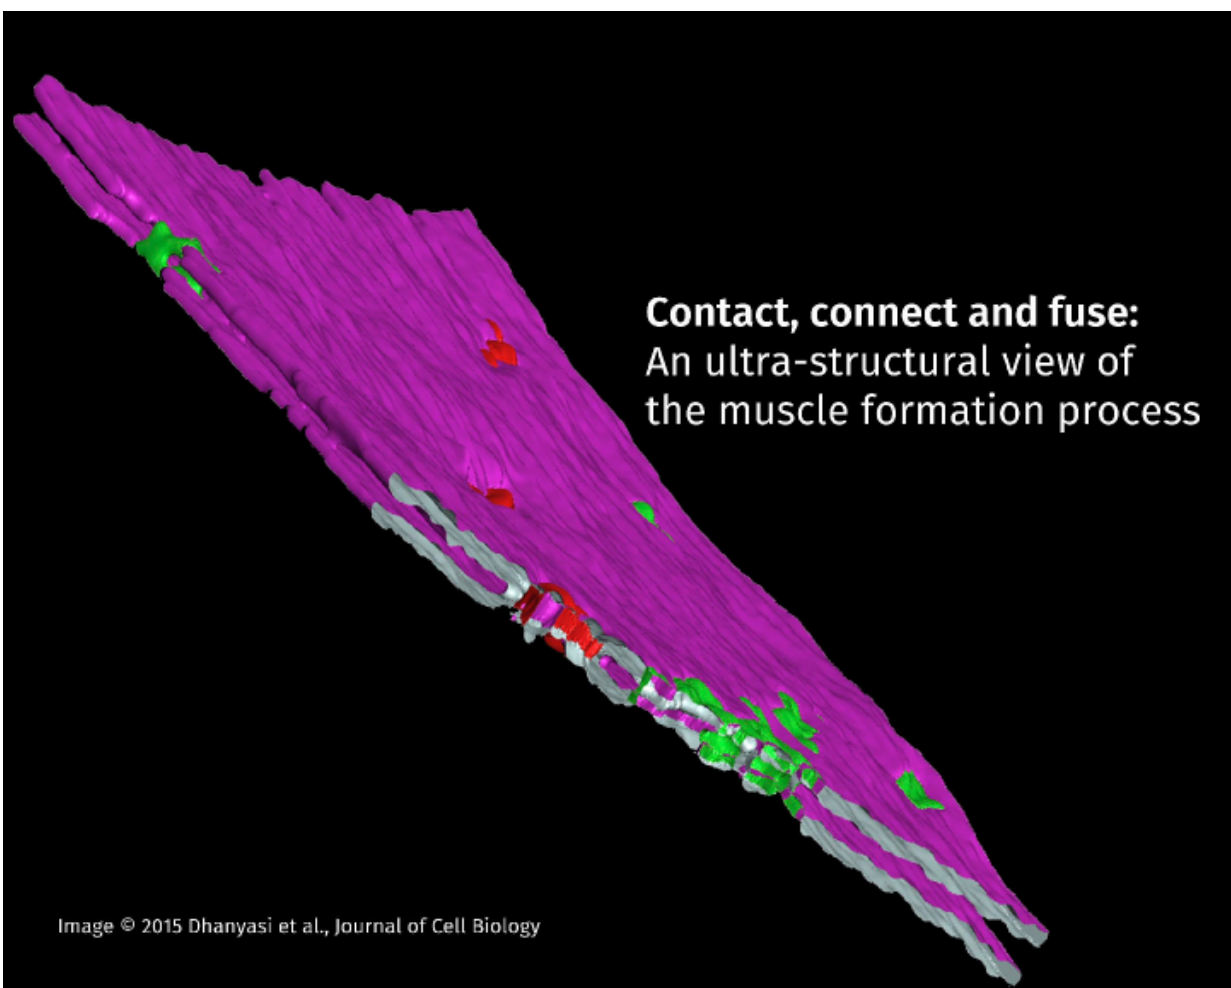 Contact, connect and fuse:
An ultra-structural view of
the muscle formation process
Image © 2015 Dhanyasi et al., Journal of Cell Biology